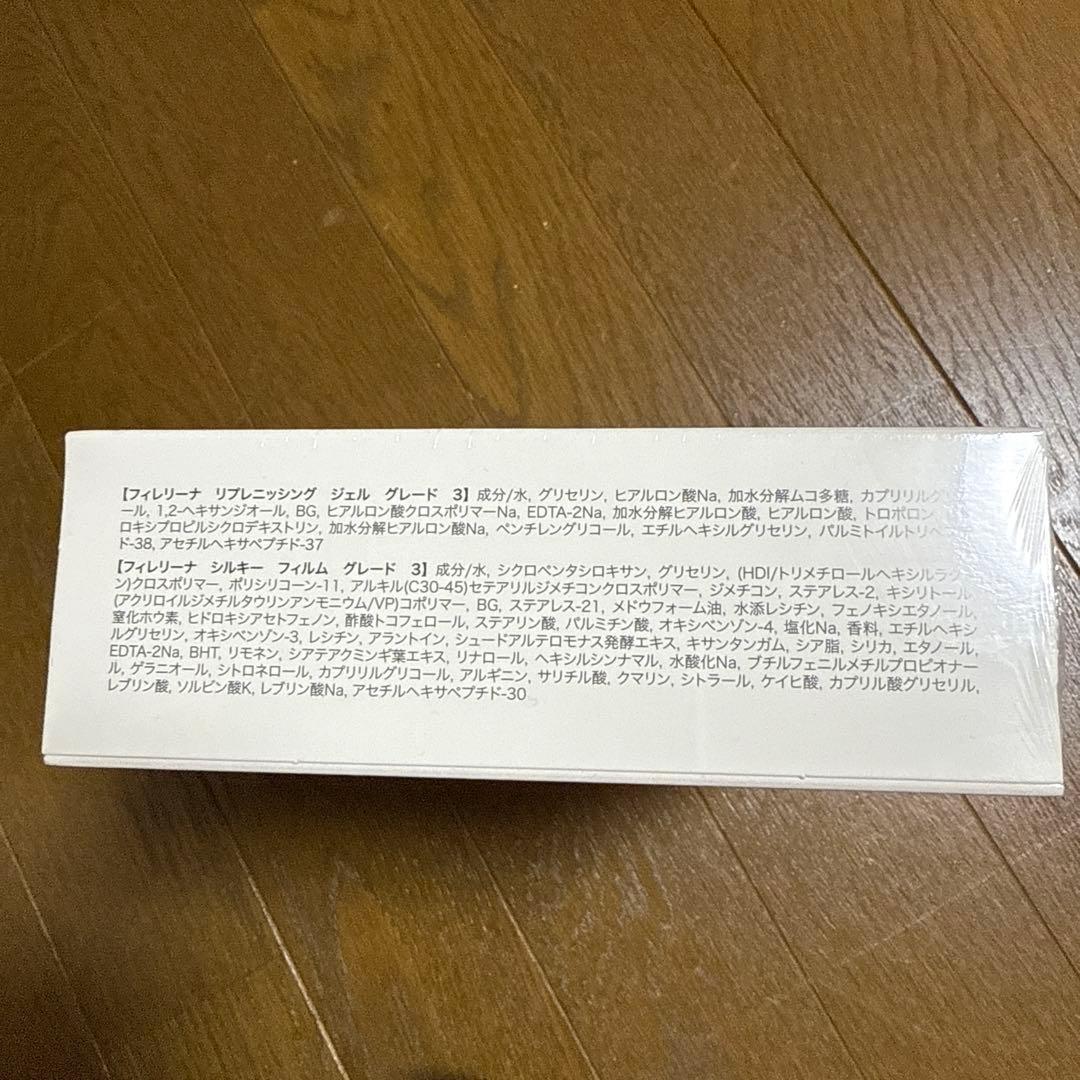 【フィレリーナ リプレニッシング ジェル グレード 3】成分/水, グリセリン, ヒアルロン酸Na, 加水分解ムコ多糖, カプリリルグリ
ール, 1,2-ヘキサンジオール, BG, ヒアルロン酸クロスポリマーNa, EDTA-2Na, 加水分解ヒアルロン酸, ヒアルロン酸, トロポロン,
ロキシプロピルシクロデキストリン, 加水分解ヒアルロン酸Na, ペンチレングリコール, エチルヘキシルグリセリン, パルミトイルトリペ
ド-38, アセチルヘキサペプチド-37
【フィレリーナ シルキー フィルム グレード 3】成分/水, シクロペンタシロキサン, グリセリン, (HDI/トリメチロールヘキシルラクト
ン)クロスポリマー, ポリシリコーン-11, アルキル(C30-45)セテアリルジメチコンクロスポリマー, ジメチコン, ステアレス-2, キシリトール,
(アクリロイルジメチルタウリンアンモニウム/VP)コポリマー, BG, ステアレス-21, メドウフォーム油, 水添レシチン, フェノキシエタノール,
窒化ホウ素, ヒドロキシアセトフェノン, 酢酸トコフェロール, ステアリン酸, パルミチン酸, オキシベンゾン-4, 塩化Na, 香料, エチルヘキシ
ルグリセリン, オキシベンゾン-3, レシチン, アラントイン, シュードアルテロモナス発酵エキス, キサンタンガム, シア脂, シリカ, エタノール,
EDTA-2Na, BHT, リモネン, シアテアクミンギ葉エキス, リナロール, ヘキシルシンナマル, 水酸化Na, ブチルフェニルメチルプロピオナー
ル, ゲラニオール, シトロネロール, カプリリルグリコール, アルギニン, サリチル酸, クマリン, シトラール, ケイヒ酸, カプリル酸グリセリル,
レブリン酸, ソルビン酸K, レブリン酸Na, アセチルヘキサペプチド-30